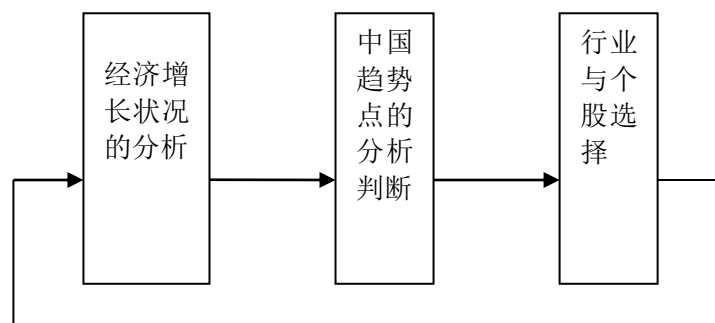 经济增
长状况
的分析
中国
趋势
点的
分析
判断
行业
与个
股选
择